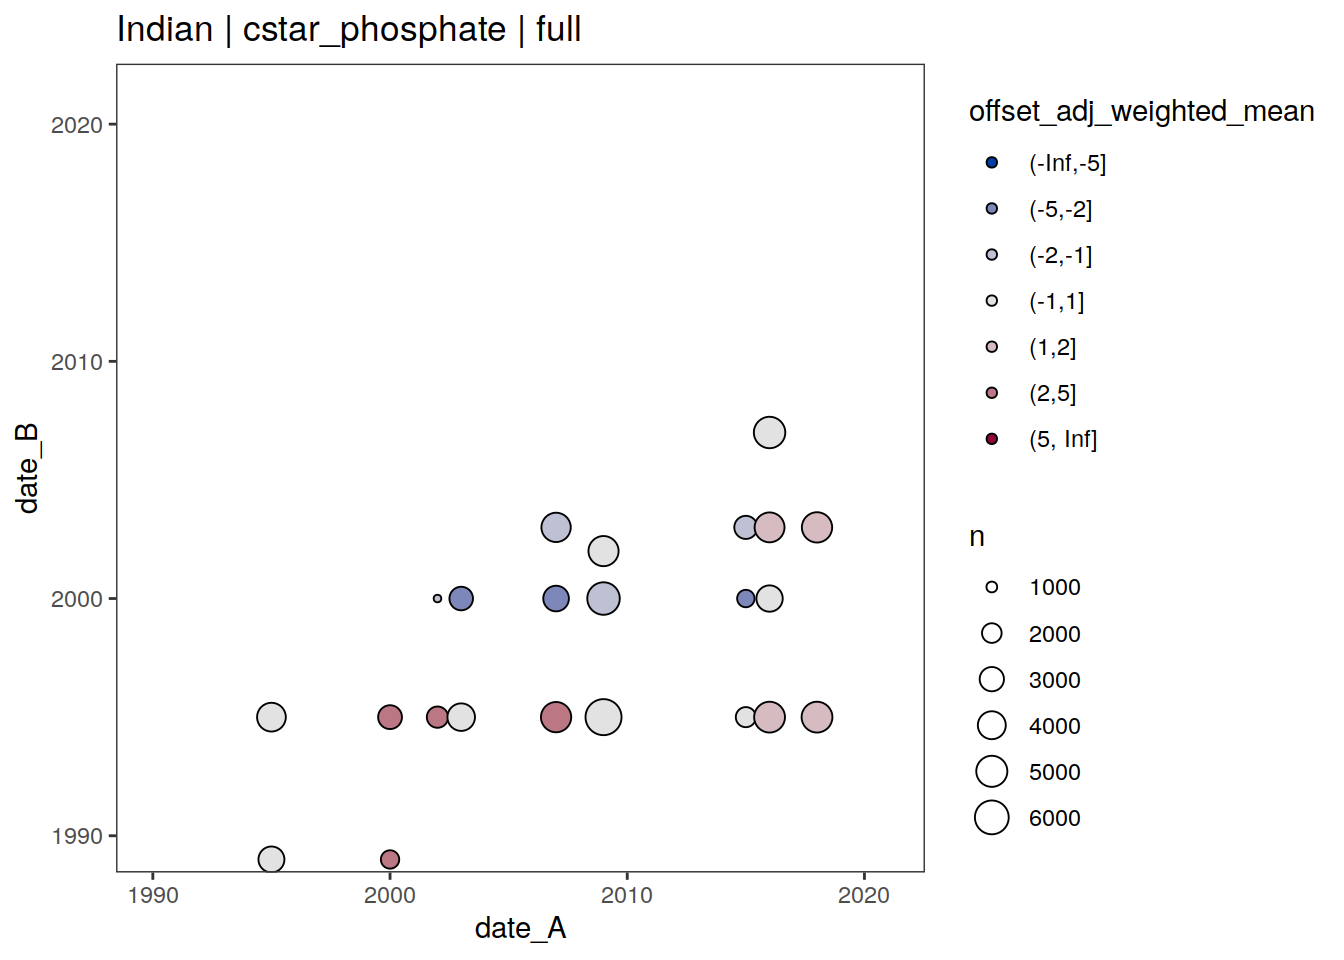 Indian | cstar_phosphate | full
2020
2010
2000
1990
date_B
1990
2000
2010
2020
date_A
offset_adj_weighted_mean
(-Inf,-5]
(-5,-2]
(-2,-1]
(-1,1]
(1,2]
(2,5]
(5, Inf]
n
1000
2000
3000
4000
5000
6000